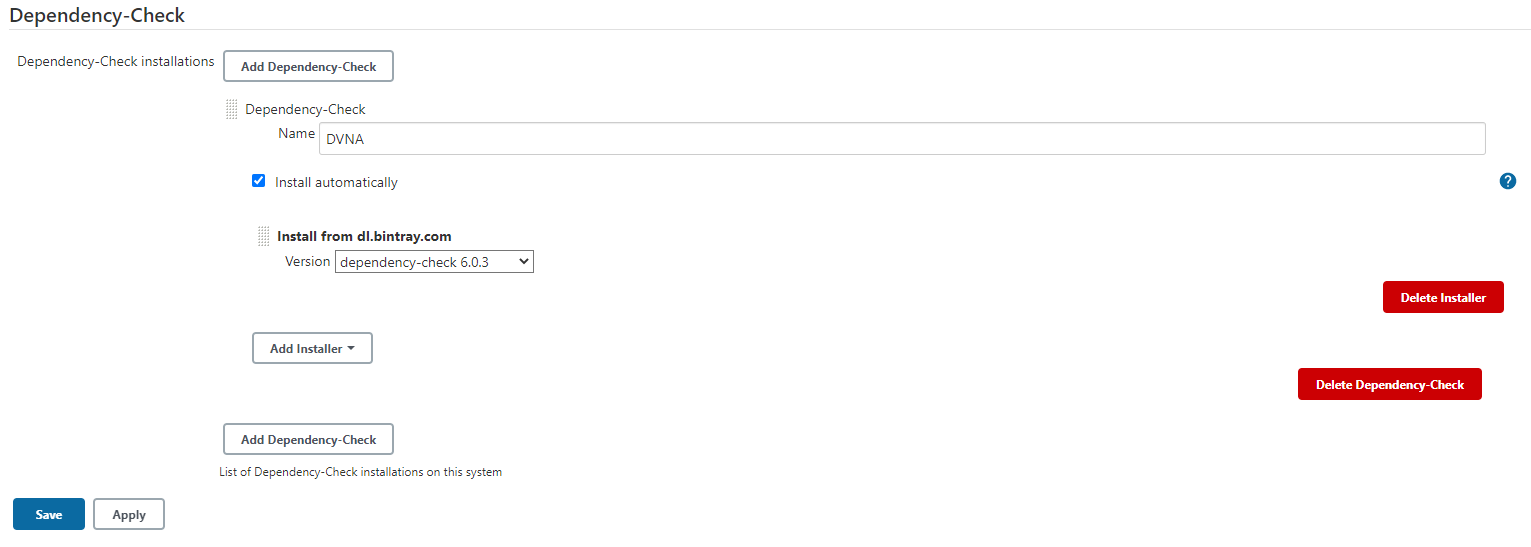 Dependency-Check
Dependency-Check installations
Add Dependency-Check
Dependency-Check
Name
DVNA
Install automatically
?
Install from dl.bintray.com
Version
dependency-check 6.0.3
Delete Installer
Add Installer
Delete Dependency-Check
Add Dependency-Check
List of Dependency-Check installations on this system
Save
Apply